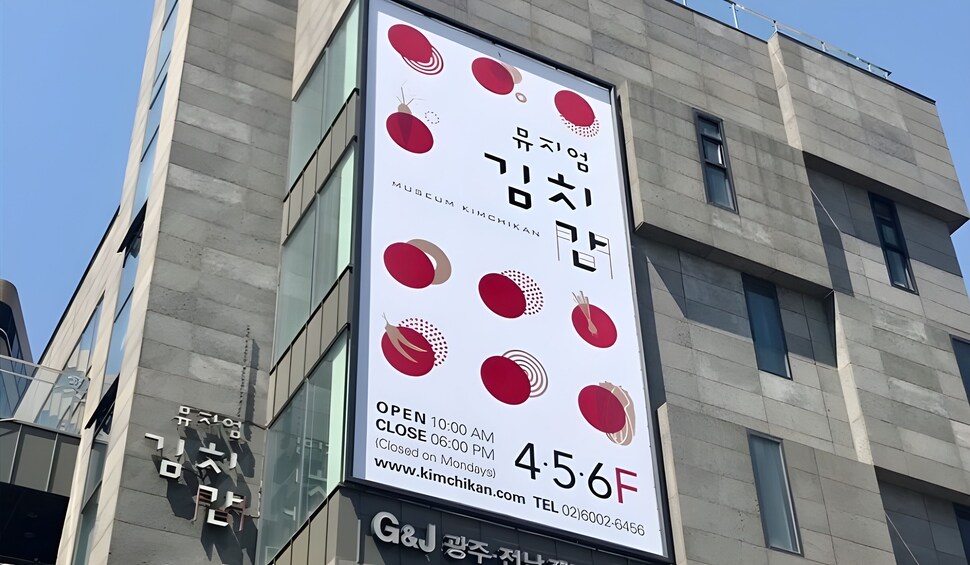 뮤지엄
김치
간
MUSEUM KIMCHIKAN
OPEN 10:00 AM
CLOSE 06:00 PM
(Closed on Mondays)
4·5·6F
www.kimchikan.com TEL 02)6002-6456
뮤지엄
김치
간
G&J 광주·전남